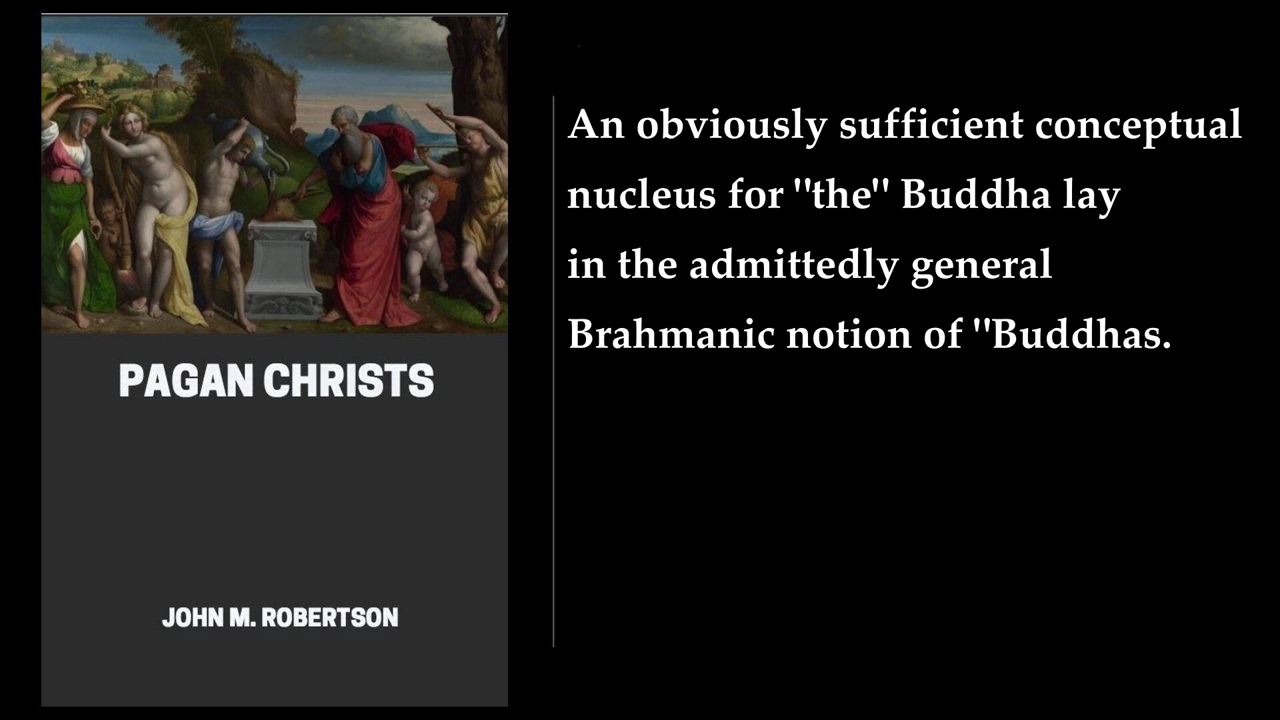 PAGAN CHRISTS
JOHN M. ROBERTSON
An obviously sufficient conceptual
nucleus for "the" Buddha lay
in the admittedly general
Brahmanic notion of "Buddhas.